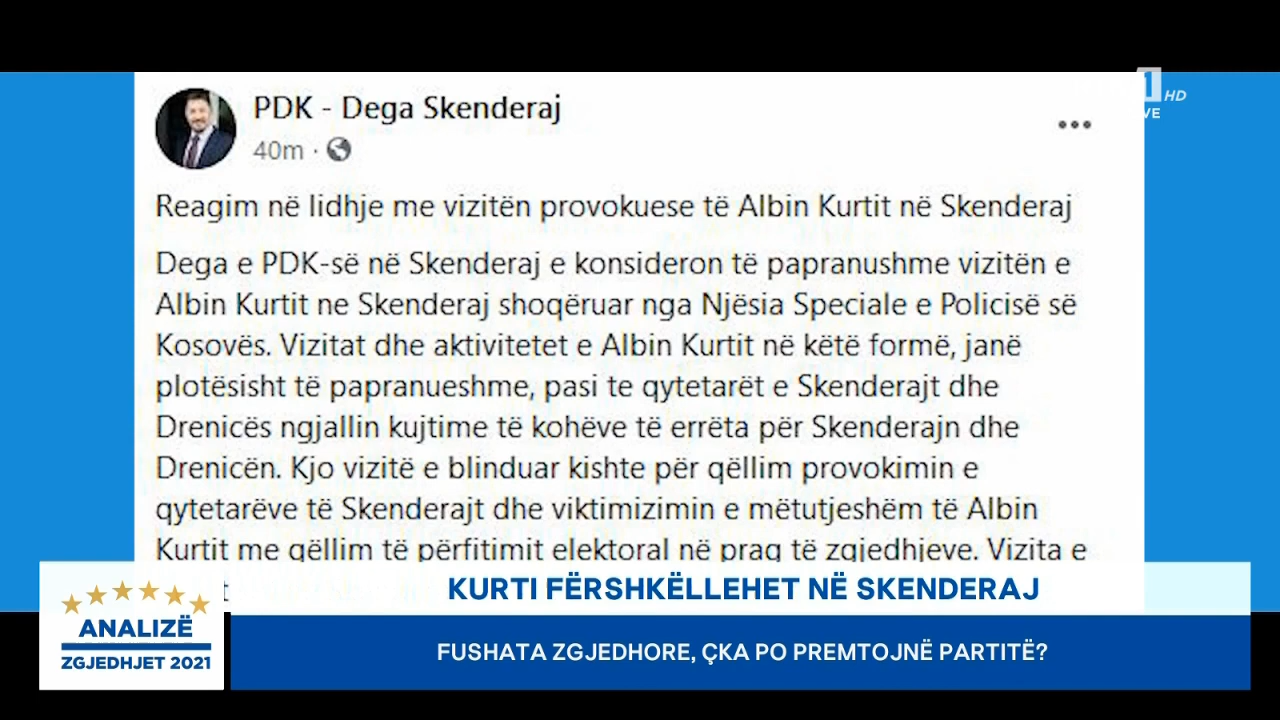 PDK - Dega Skenderaj
40m ·
Reagim në lidhje me vizitën provokuese të Albin Kurtit në Skenderaj
Dega e PDK-së në Skenderaj e konsideron të papranushme vizitën e
Albin Kurtit ne Skenderaj shoqëruar nga Njësia Speciale e Policisë së
Kosovës. Vizitat dhe aktivitetet e Albin Kurtit në këtë formë, janë
plotësisht të papranueshme, pasi te qytetarët e Skenderajt dhe
Drenicës ngjallin kujtime të kohëve të errëta për Skenderajn dhe
Drenicën. Kjo vizitë e blinduar kishte për qëllim provokimin e
qytetarëve të Skenderajt dhe viktimizimin e mëtutjeshëm të Albin
Kurtit me qëllim të përfitimit elektoral në prag të zgjedhjeve. Vizita e
1 HD
KURTI FËRSHKËLLEHET NË SKENDERAJ
ANALIZË
ZGJEDHJET 2021
FUSHATA ZGJEDHORE, ÇKA PO PREMTOJNË PARTITË?